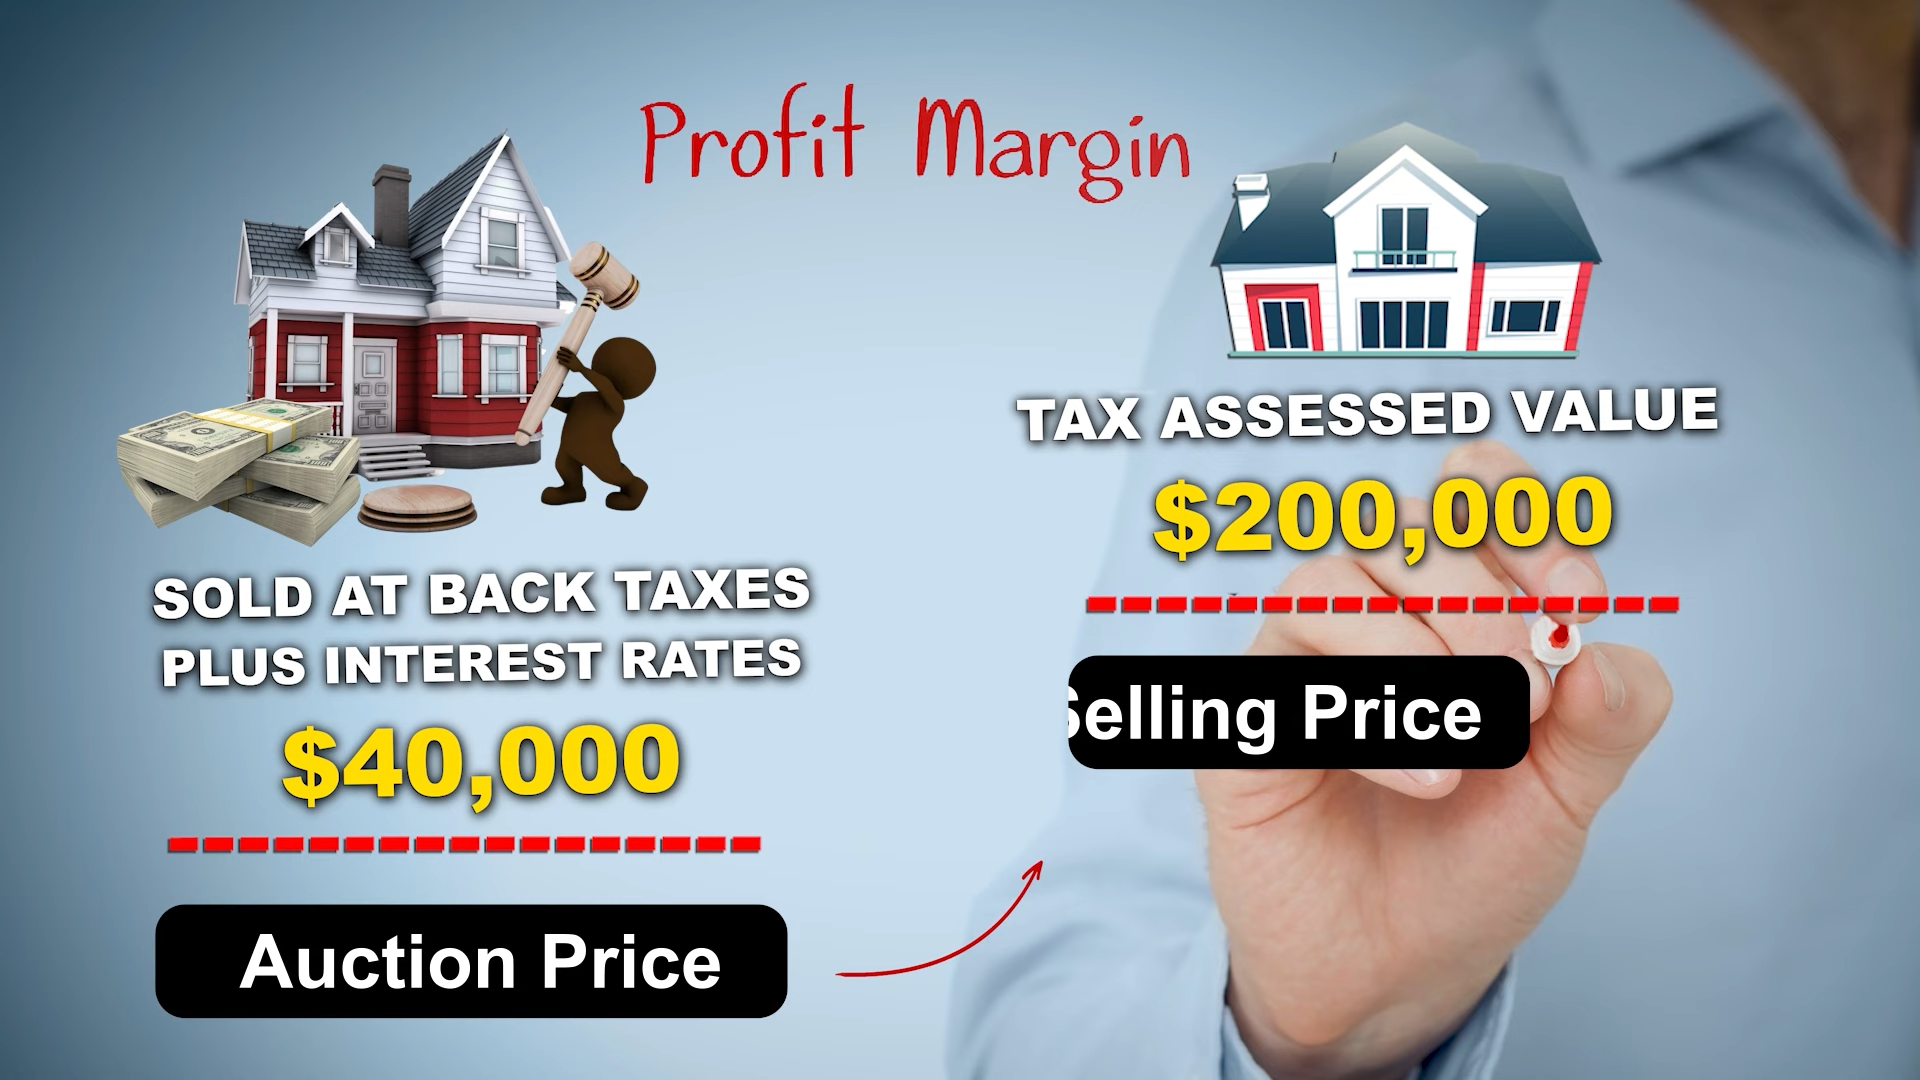 Profit Margin
SOLD AT BACK TAXES
PLUS INTEREST RATES
$40,000
Auction Price
TAX ASSESSED VALUE
$200,000
Selling Price